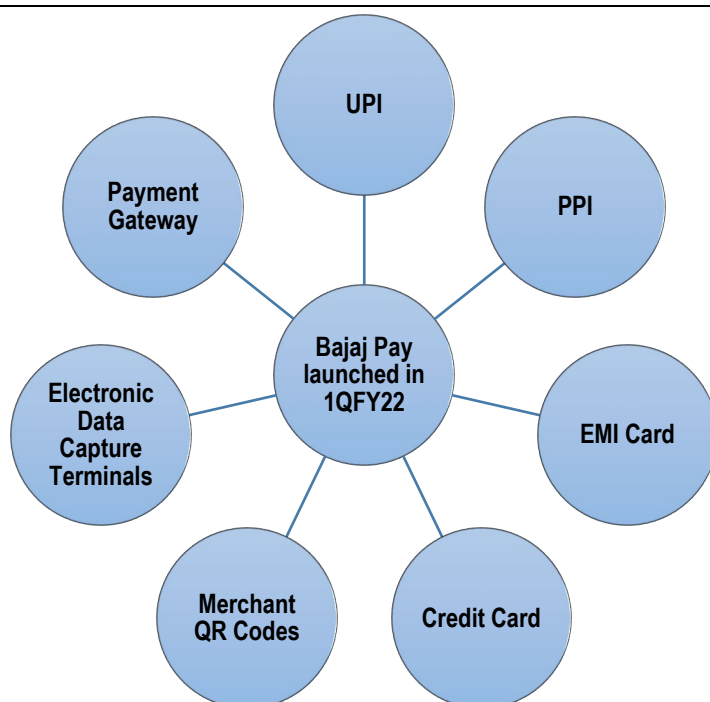 UPI
Payment
Gateway
PPI
Bajaj Pay
launched in
1QFY22
Electronic
Data
Capture
Terminals
EMI Card
Merchant
QR Codes
Credit Card